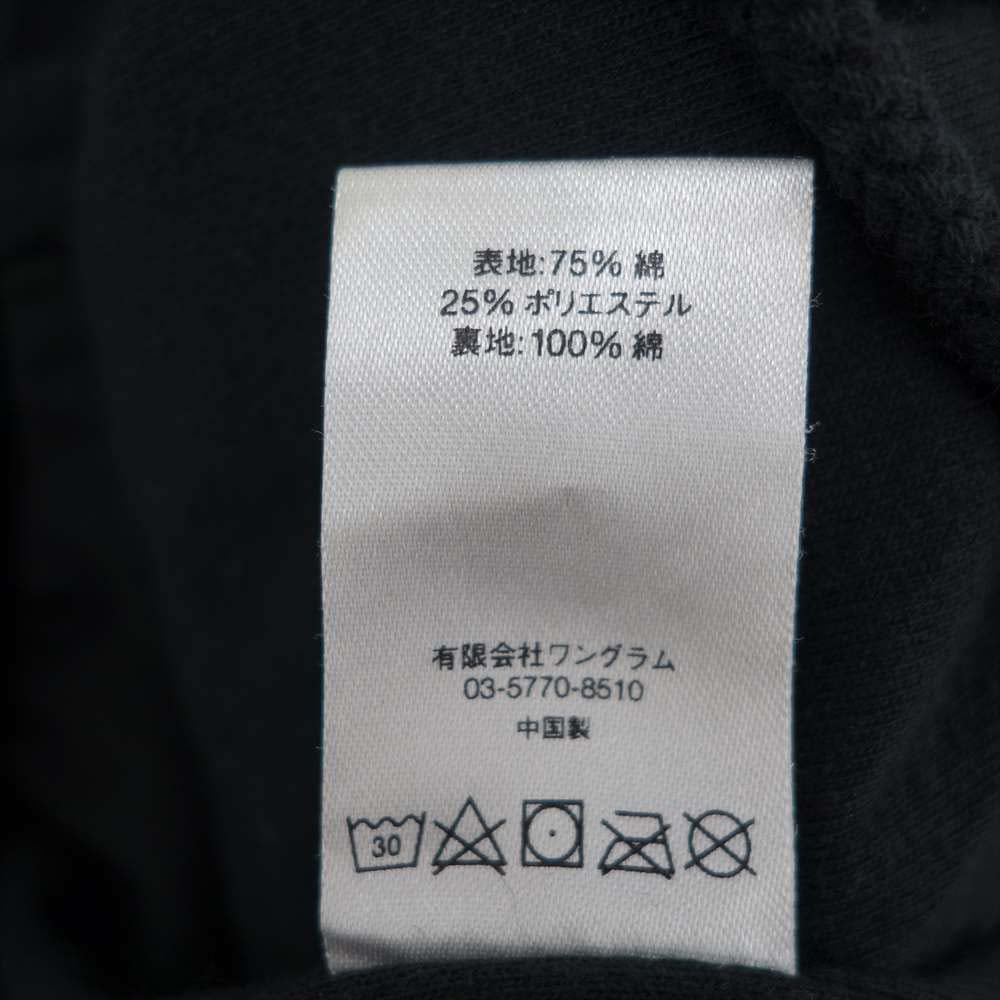 表地:75% 綿
25% ポリエステル
裏地:100% 綿
有限会社ワングラム
03-5770-8510
中国製
30